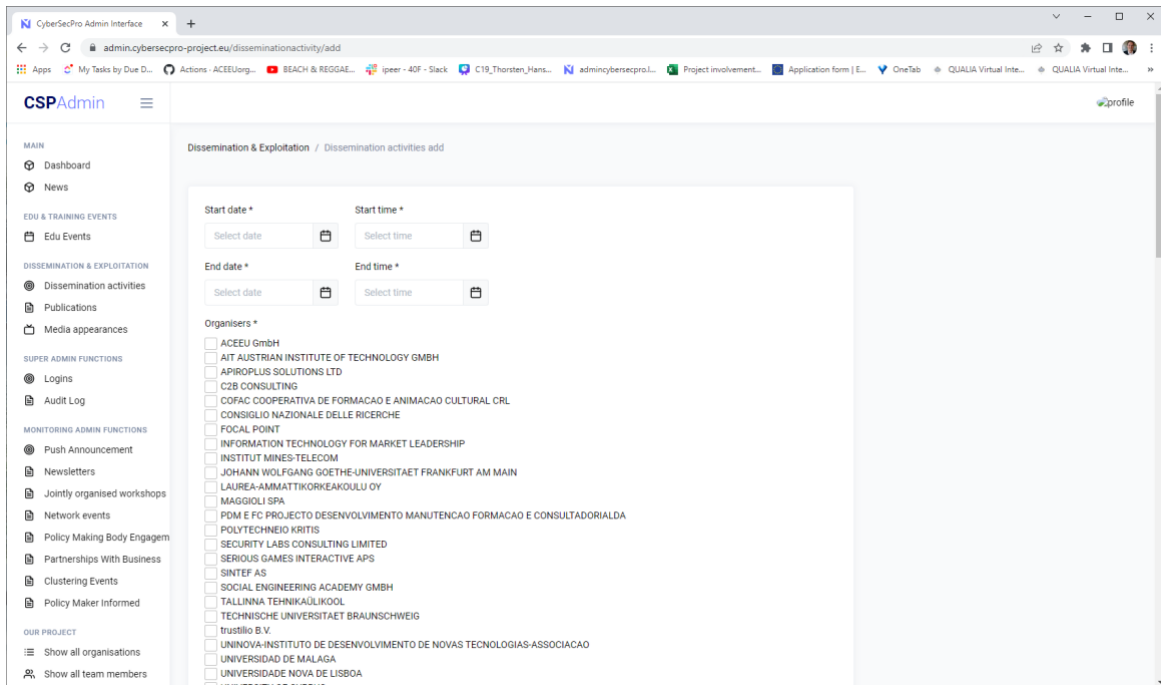 CyberSecPro Admin Interface
admin.cybersecpro-project.eu/disseminationactivity/add
Apps My Tasks by Due D... Actions · ACEEUorg... BEACH & REGGAE... ipeer - 40F - Slack C19_Thorsten_Hans... admincybersecpro.l... Project involvement... Application form | E... OneTab QUALIA Virtual Inte... QUALIA Virtual Inte... »
CSPAdmin
profile
MAIN
Dashboard
News
EDU & TRAINING EVENTS
Edu Events
DISSEMINATION & EXPLOITATION
Dissemination activities
Publications
Media appearances
SUPER ADMIN FUNCTIONS
Logins
Audit Log
MONITORING ADMIN FUNCTIONS
Push Announcement
Newsletters
Jointly organised workshops
Network events
Policy Making Body Engagem
Partnerships With Business
Clustering Events
Policy Maker Informed
OUR PROJECT
Show all organisations
Show all team members
Dissemination & Exploitation / Dissemination activities add
Start date * Start time *
Select date Select time
End date * End time *
Select date Select time
Organisers *
ACEEU GmbH
AIT AUSTRIAN INSTITUTE OF TECHNOLOGY GMBH
APIROPLUS SOLUTIONS LTD
C2B CONSULTING
COFAC COOPERATIVA DE FORMACAO E ANIMACAO CULTURAL CRL
CONSIGLIO NAZIONALE DELLE RICERCHE
FOCAL POINT
INFORMATION TECHNOLOGY FOR MARKET LEADERSHIP
INSTITUT MINES-TELECOM
JOHANN WOLFGANG GOETHE-UNIVERSITAET FRANKFURT AM MAIN
LAUREA-AMMATTIKORKEAKOULU OY
MAGGIOLI SPA
PDM E FC PROJECTO DESENVOLVIMENTO MANUTENCAO FORMACAO E CONSULTADORIALDA
POLYTECHNEIO KRITIS
SECURITY LABS CONSULTING LIMITED
SERIOUS GAMES INTERACTIVE APS
SINTEF AS
SOCIAL ENGINEERING ACADEMY GMBH
TALLINNA TEHNIKAÜLIKOOL
TECHNISCHE UNIVERSITAET BRAUNSCHWEIG
trustilio B.V.
UNINOVA-INSTITUTO DE DESENVOLVIMENTO DE NOVAS TECNOLOGIAS-ASSOCIACAO
UNIVERSIDAD DE MALAGA
UNIVERSIDADE NOVA DE LISBOA